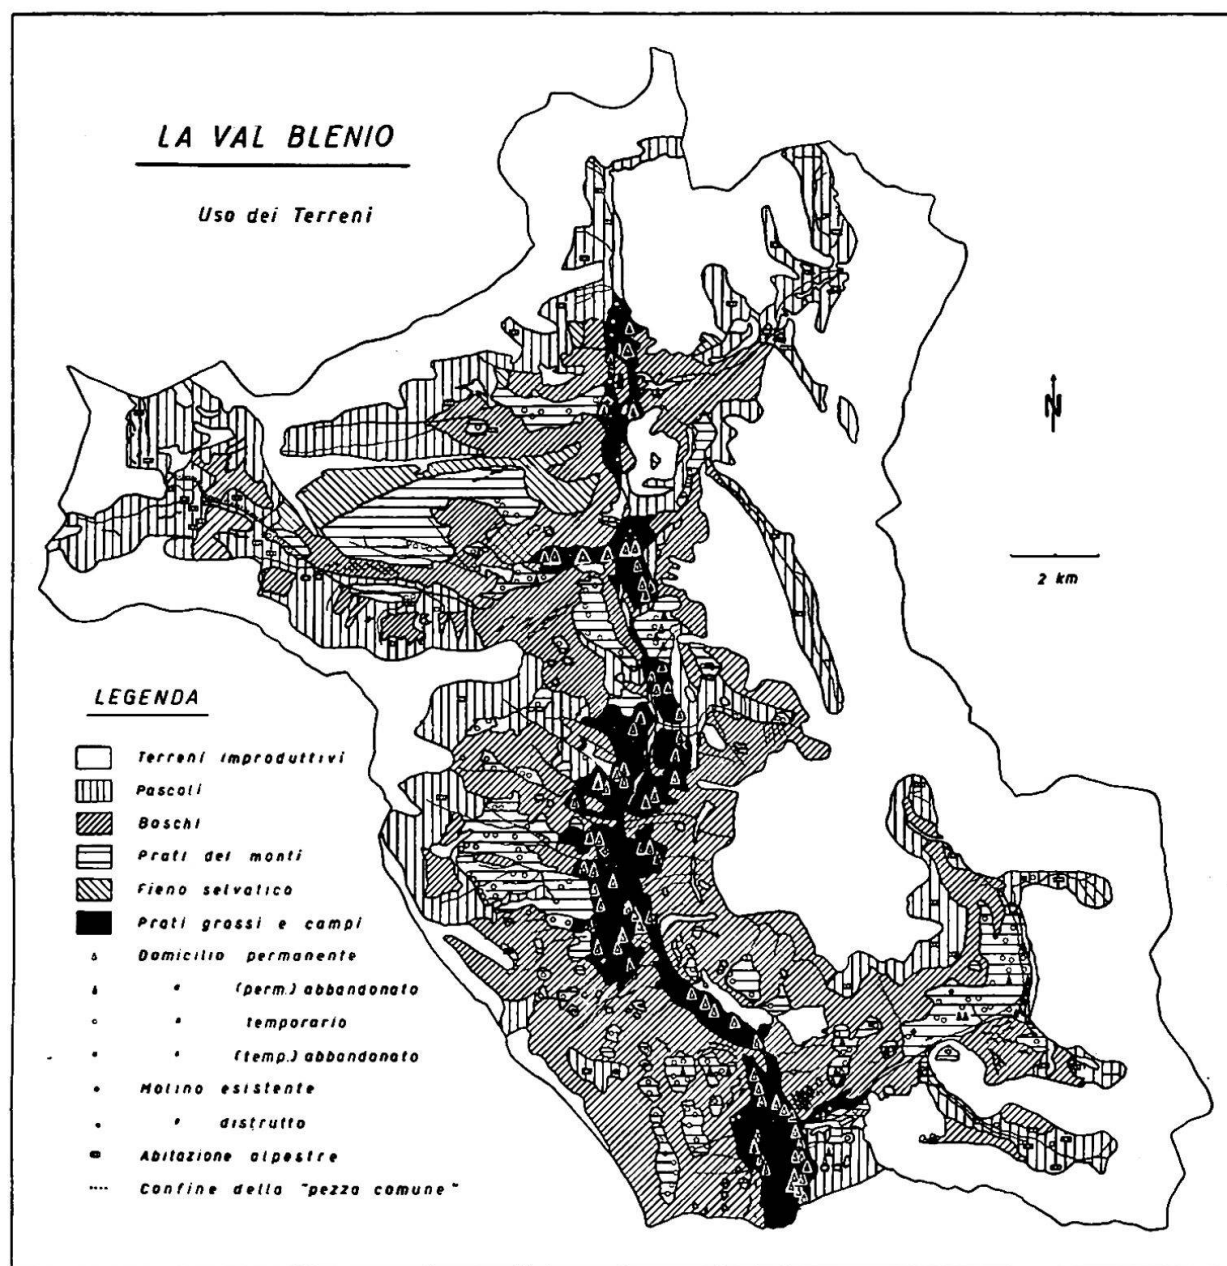 LA VAL BLENIO
Uso dei Terreni
N
2 km
LEGENDA
Terreni improduttivi
Pascoli
Boschi
Prati dei monti
Fieno selvatico
Prati grassi e campi
Domicilio permanente
" " (perm.) abbandonato
" " temporario
" " (temp.) abbandonato
Molino esistente
" distrutto
Abitazione alpestre
Confine della "pezza comune"